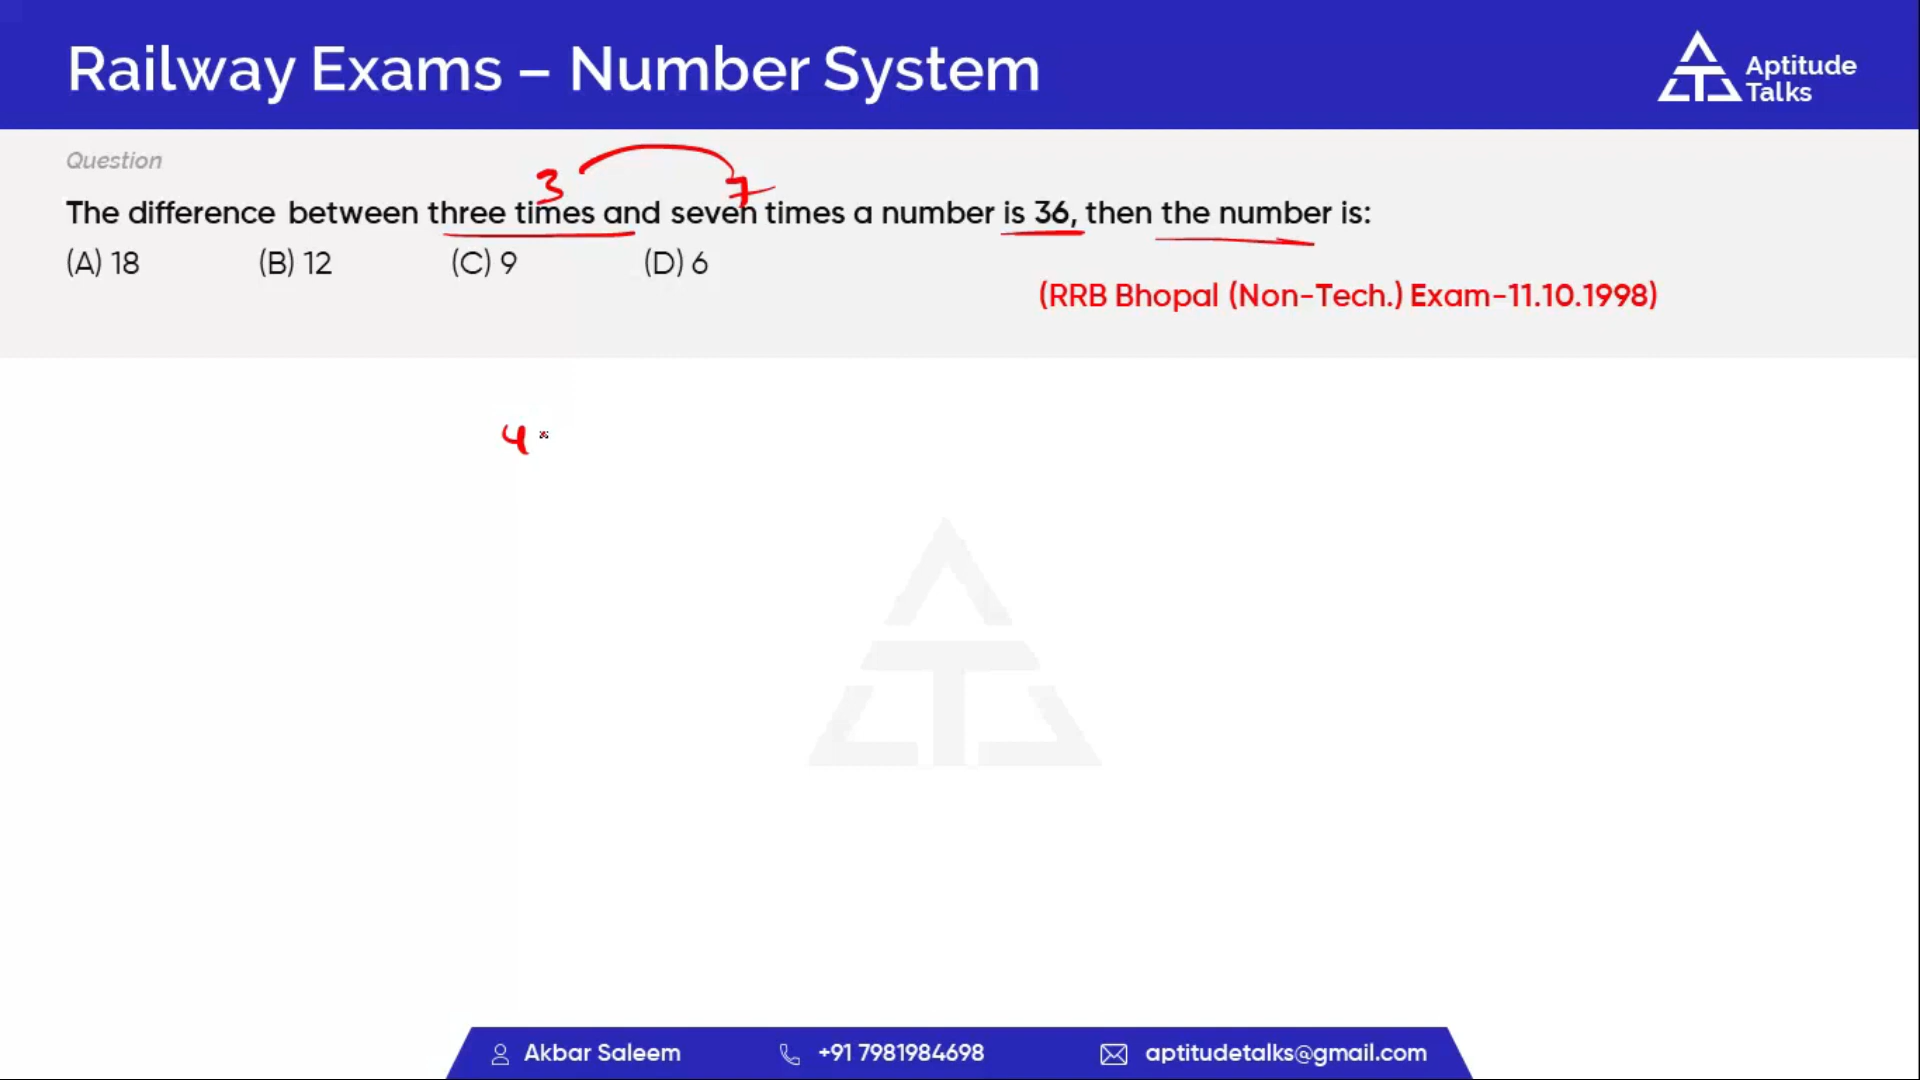 Railway Exams – Number System
Aptitude
Talks
Question
3 7
The difference between three times and seven times a number is 36, then the number is:
(A) 18 (B) 12 (C) 9 (D) 6
(RRB Bhopal (Non-Tech.) Exam-11.10.1998)
4
Akbar Saleem +91 7981984698 aptitudetalks@gmail.com